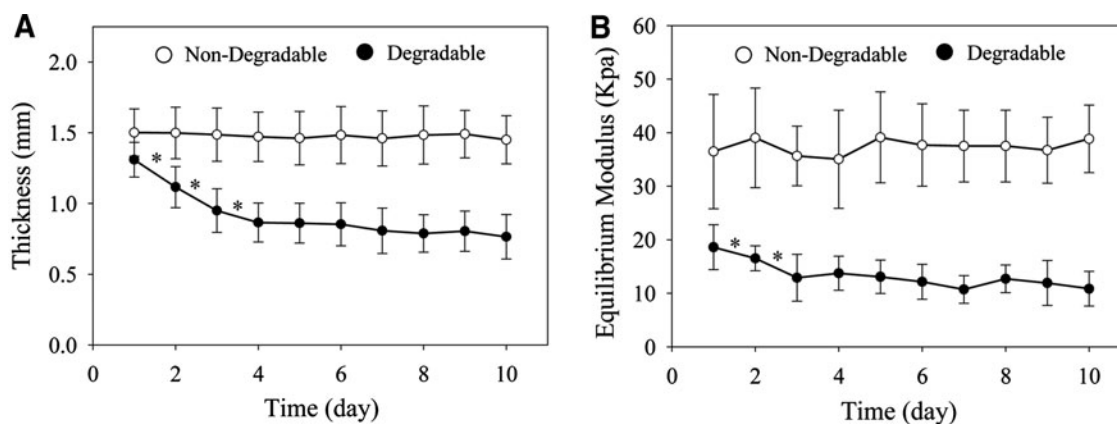 A
Non-Degradable
Degradable
Thickness (mm)
2.0
1.5
1.0
0.5
0.0
* * *
0 2 4 6 8 10
Time (day)
B
Non-Degradable
Degradable
Equilibrium Modulus (Kpa)
60
50
40
30
20
10
0
* *
0 2 4 6 8 10
Time (day)